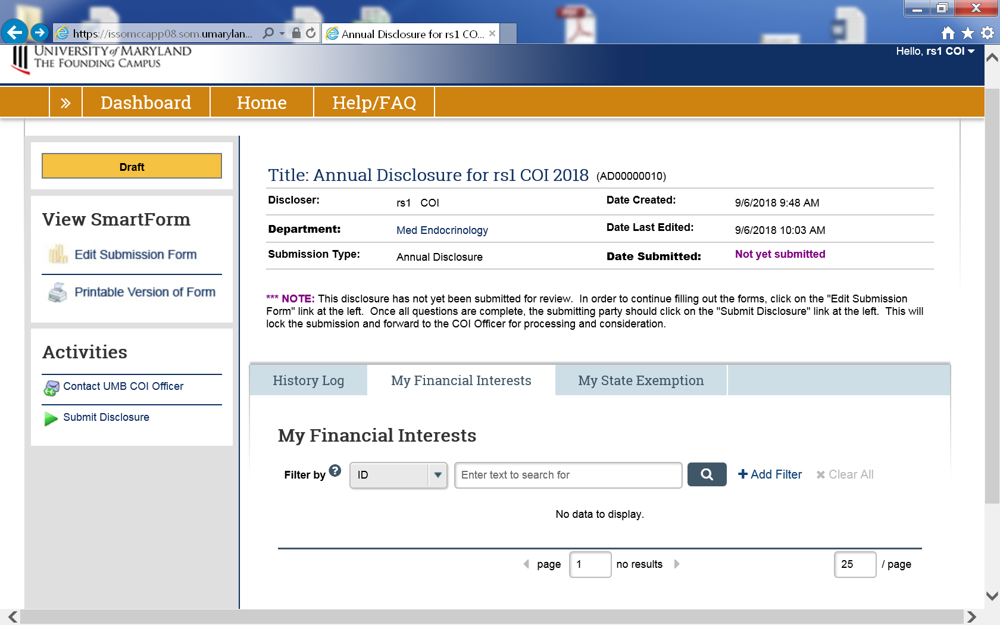 https://issomccapp08.som.umarylan...
Annual Disclosure for rs1 CO...
UNIVERSITY of MARYLAND
THE FOUNDING CAMPUS
Hello, rs1 COI
» Dashboard Home Help/FAQ
Draft
View SmartForm
Edit Submission Form
Printable Version of Form
Activities
Contact UMB COI Officer
Submit Disclosure
Title: Annual Disclosure for rs1 COI 2018 (AD00000010)
Discloser: rs1 COI Date Created: 9/6/2018 9:48 AM
Department: Med Endocrinology Date Last Edited: 9/6/2018 10:03 AM
Submission Type: Annual Disclosure Date Submitted: Not yet submitted
*** NOTE: This disclosure has not yet been submitted for review. In order to continue filling out the forms, click on the "Edit Submission
Form" link at the left. Once all questions are complete, the submitting party should click on the "Submit Disclosure" link at the left. This will
lock the submission and forward to the COI Officer for processing and consideration.
History Log My Financial Interests My State Exemption
My Financial Interests
Filter by ? ID Enter text to search for + Add Filter Clear All
No data to display.
page 1 no results 25 / page